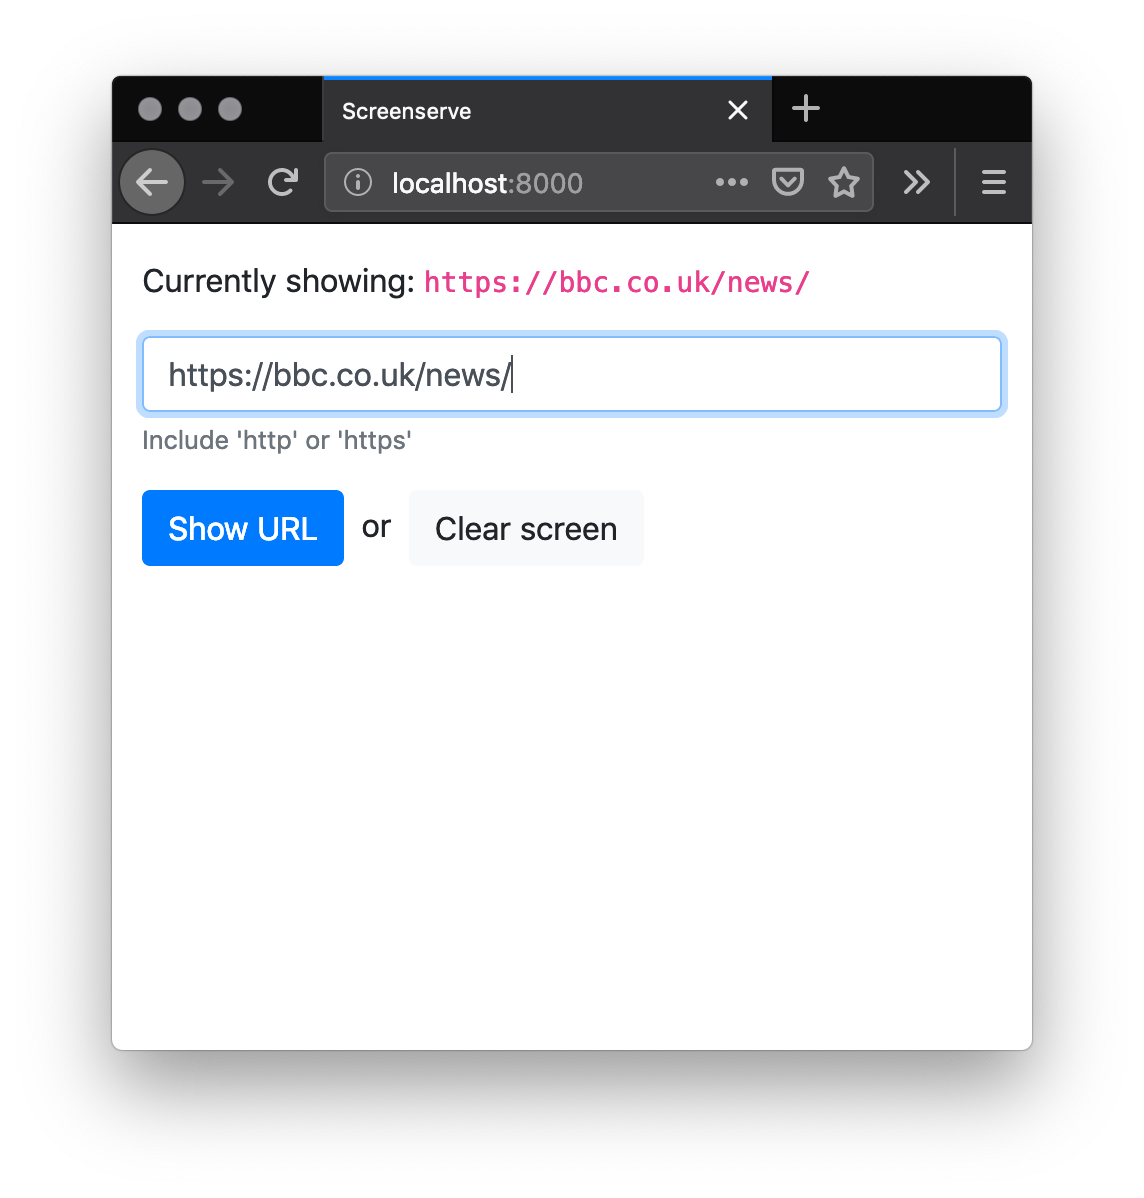 Screenserve
localhost:8000
Currently showing: https://bbc.co.uk/news/
https://bbc.co.uk/news/
Include 'http' or 'https'
Show URL or Clear screen